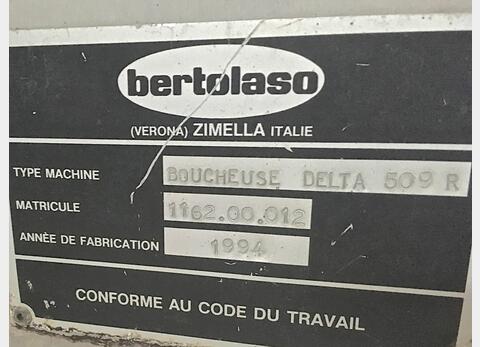 bertolaso
(VERONA) ZIMELLA ITALIE
TYPE MACHINE BOUCHEUSE DELTA 509 R
MATRICULE 1162.00.012
ANNÈE DE FABRICATION 1994
CONFORME AU CODE DU TRAVAIL